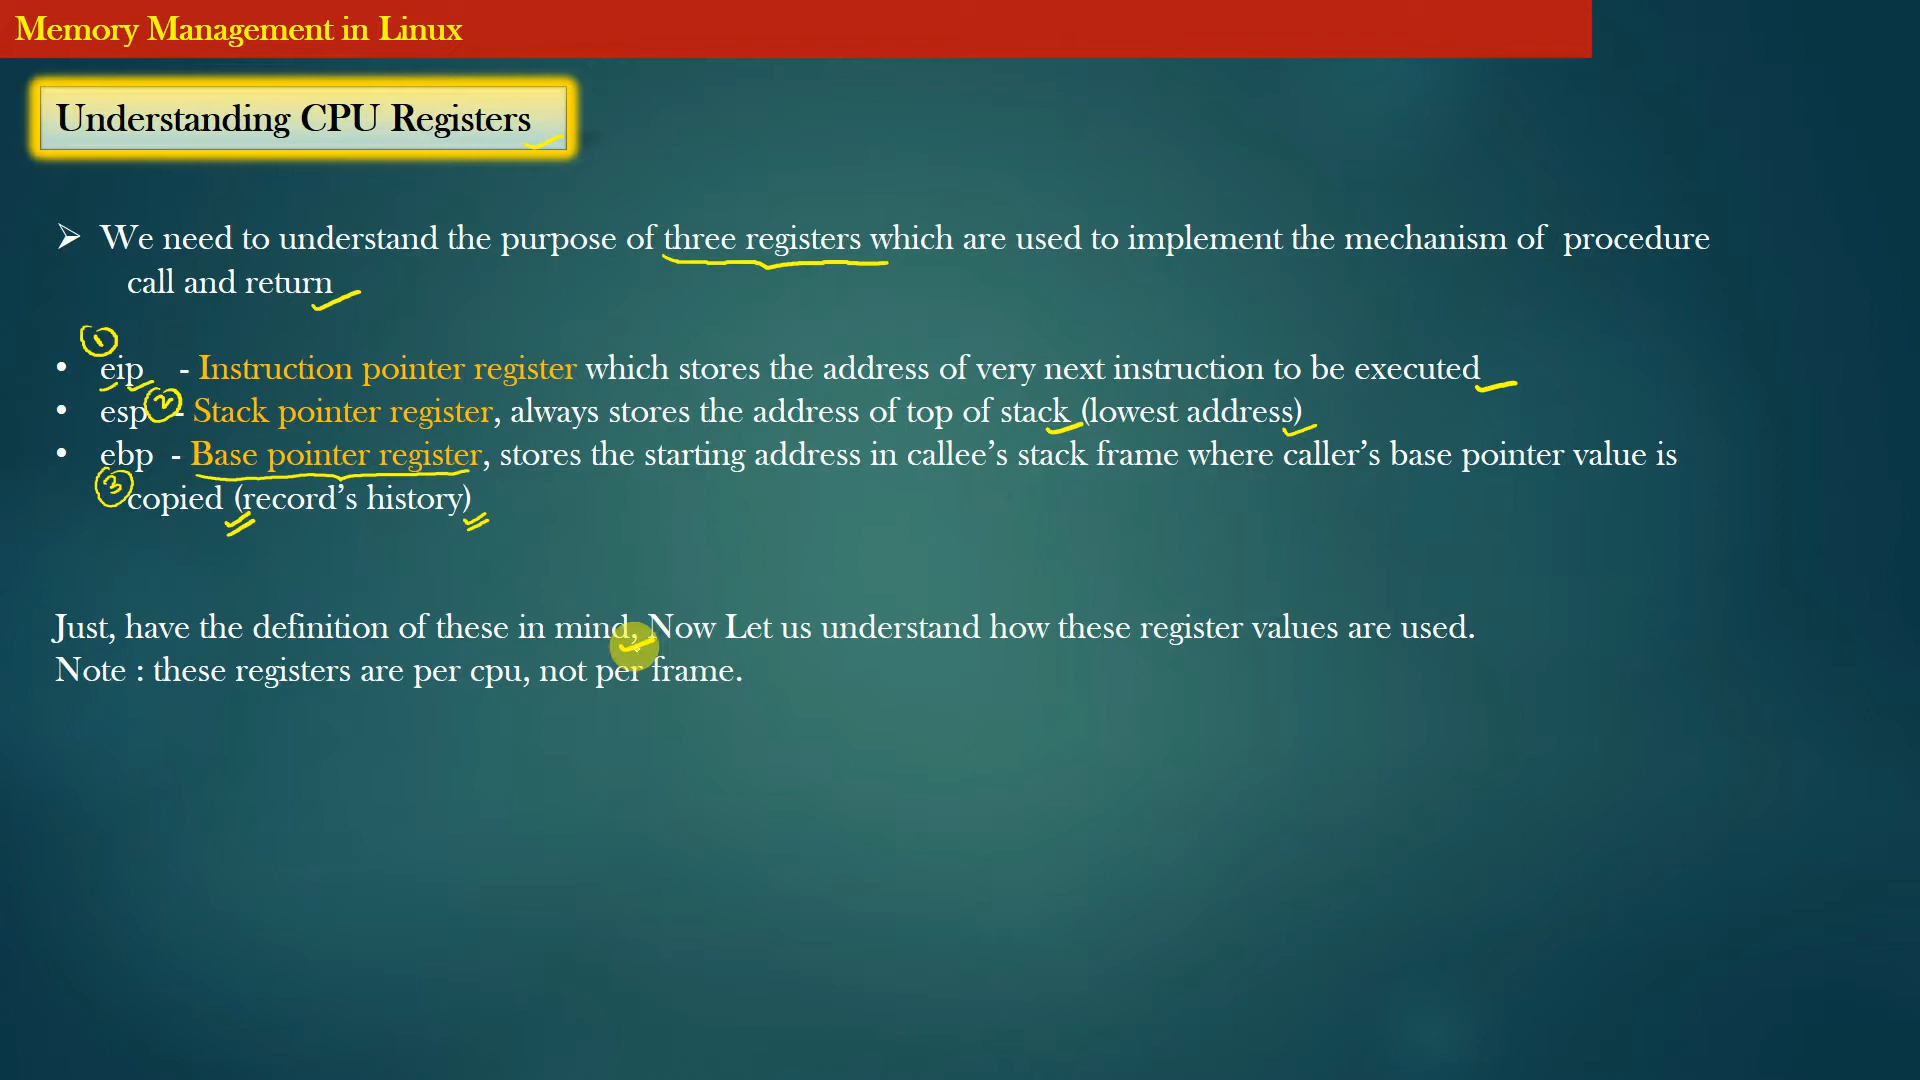 Memory Management in Linux
Understanding CPU Registers
➢ We need to understand the purpose of three registers which are used to implement the mechanism of procedure
call and return
①
• eip - Instruction pointer register which stores the address of very next instruction to be executed
• esp ② - Stack pointer register, always stores the address of top of stack (lowest address)
• ebp - Base pointer register, stores the starting address in callee’s stack frame where caller’s base pointer value is
③ copied (record’s history)
Just, have the definition of these in mind, Now Let us understand how these register values are used.
Note : these registers are per cpu, not per frame.